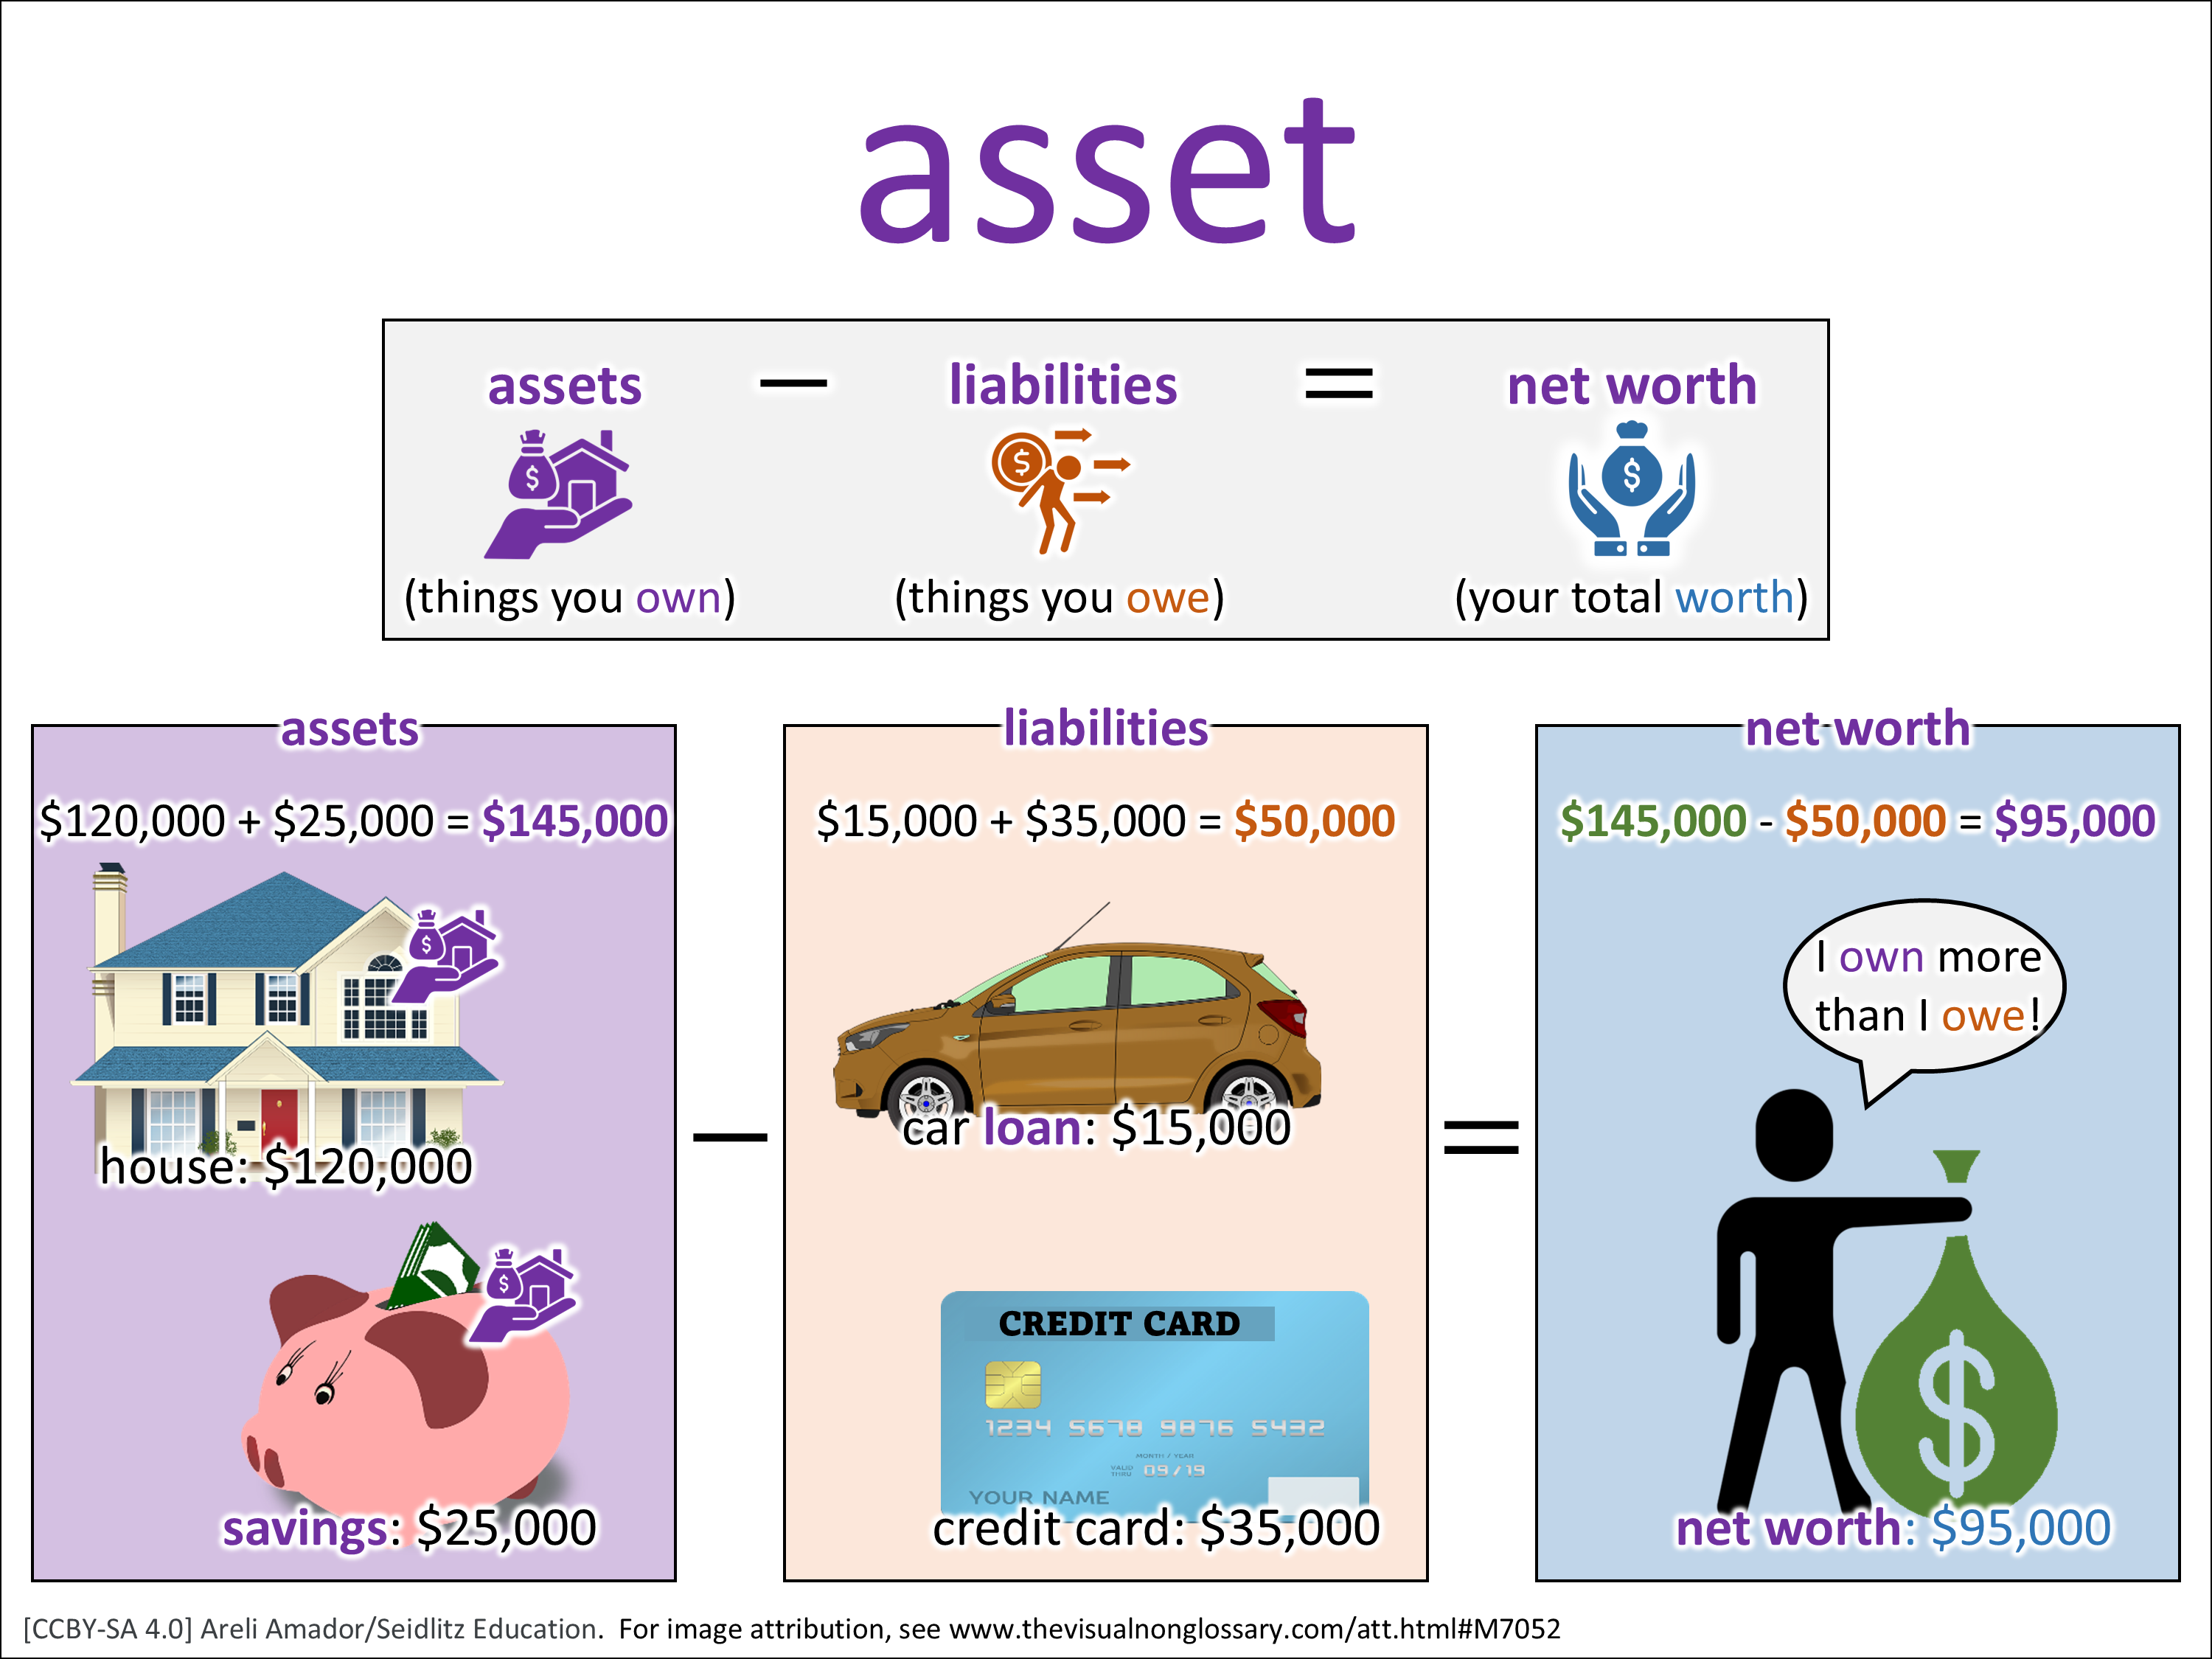 asset
assets − liabilities = net worth
$ $ $
(things you own) (things you owe) (your total worth)
assets
$120,000 + $25,000 = $145,000
$
house: $120,000
$
savings: $25,000
−
liabilities
$15,000 + $35,000 = $50,000
car loan: $15,000
CREDIT CARD
1234 5678 9876 5432
MONTH / YEAR
VALID
THRU 09/19
YOUR NAME
credit card: $35,000
=
net worth
$145,000 - $50,000 = $95,000
I own more
than I owe!
$
net worth: $95,000
[CCBY-SA 4.0] Areli Amador/Seidlitz Education. For image attribution, see www.thevisualnonglossary.com/att.html#M7052